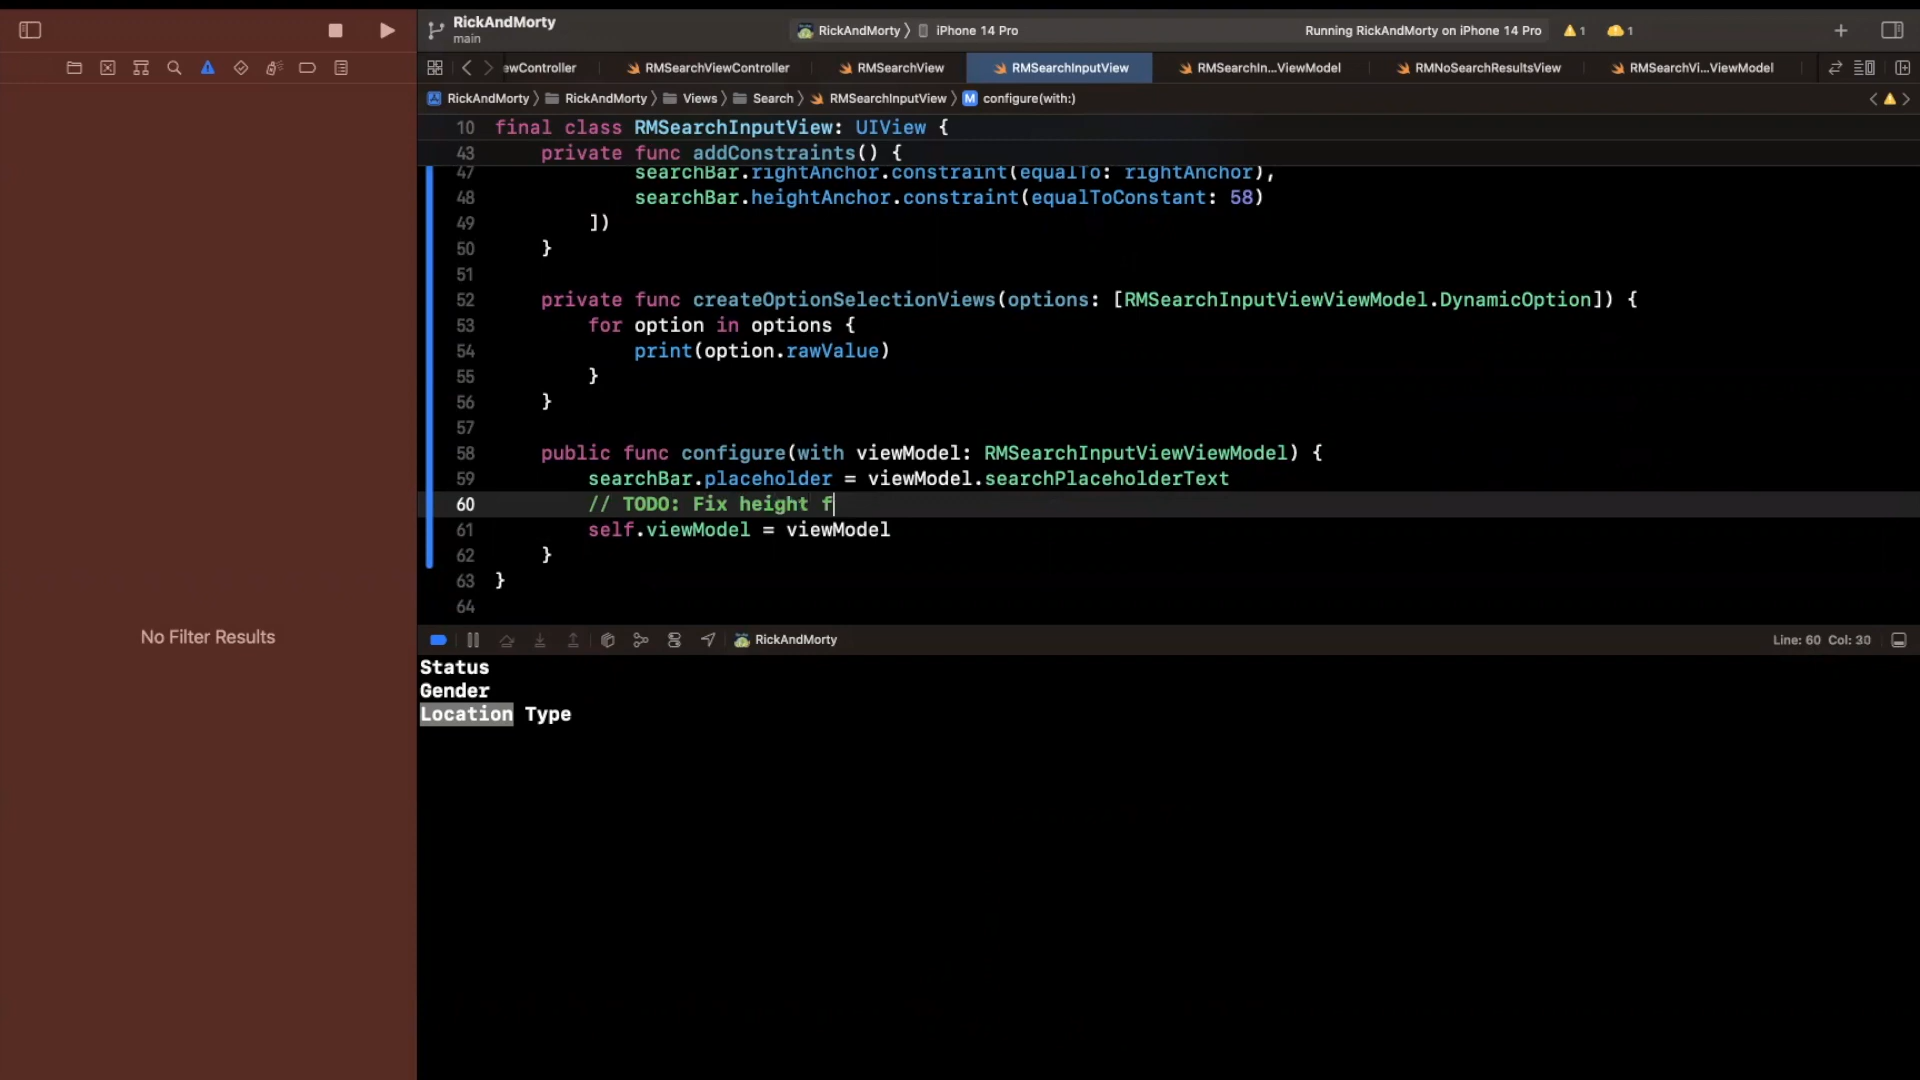 RickAndMorty
main
RickAndMorty
iPhone 14 Pro
Running RickAndMorty on iPhone 14 Pro
1
1
ewController
RMSearchViewController
RMSearchView
RMSearchInputView
RMSearchIn...ViewModel
RMNoSearchResultsView
RMSearchVi...ViewModel
RickAndMorty
RickAndMorty
Views
Search
RMSearchInputView
M configure(with:)
10 final class RMSearchInputView: UIView {
43 private func addConstraints() {
47 searchBar.rightAnchor.constraint(equalTo: rightAnchor),
48 searchBar.heightAnchor.constraint(equalToConstant: 58)
49 ])
50 }
51
52 private func createOptionSelectionViews(options: [RMSearchInputViewViewModel.DynamicOption]) {
53 for option in options {
54 print(option.rawValue)
55 }
56 }
57
58 public func configure(with viewModel: RMSearchInputViewViewModel) {
59 searchBar.placeholder = viewModel.searchPlaceholderText
60 // TODO: Fix height f
61 self.viewModel = viewModel
62 }
63 }
64
No Filter Results
RickAndMorty
Line: 60 Col: 30
Status
Gender
Location Type